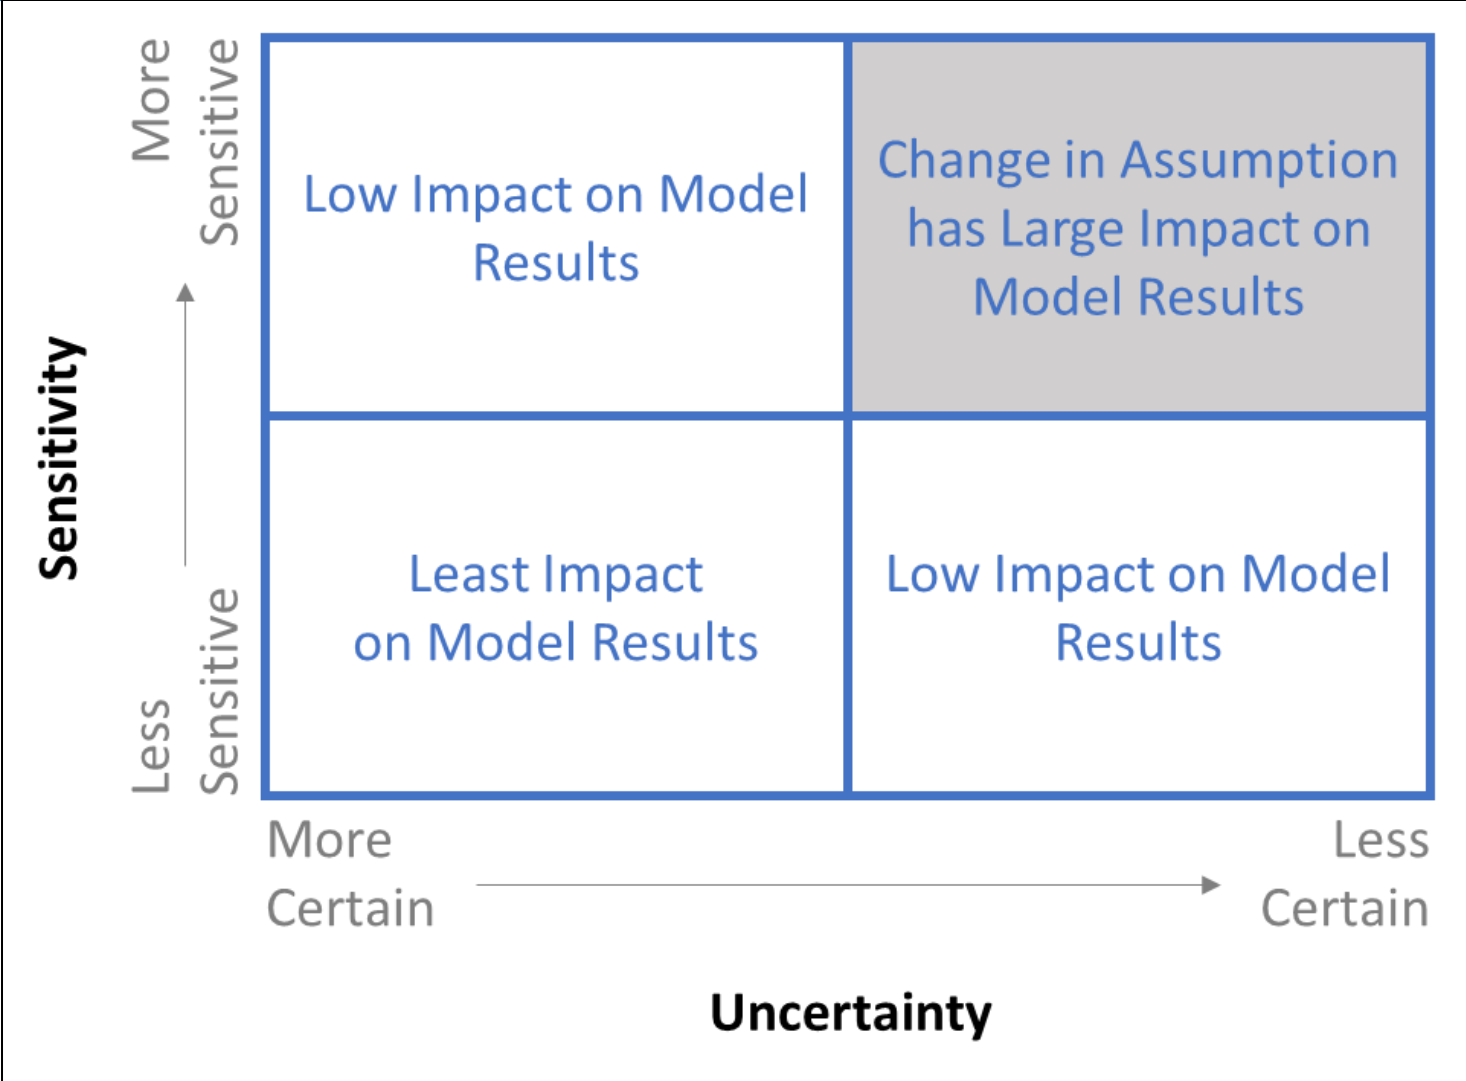 More
Sensitive
Low Impact on Model
Results
Change in Assumption
has Large Impact on
Model Results
Sensitivity
Less
Sensitive
Least Impact
on Model Results
Low Impact on Model
Results
More
Certain
Less
Certain
Uncertainty